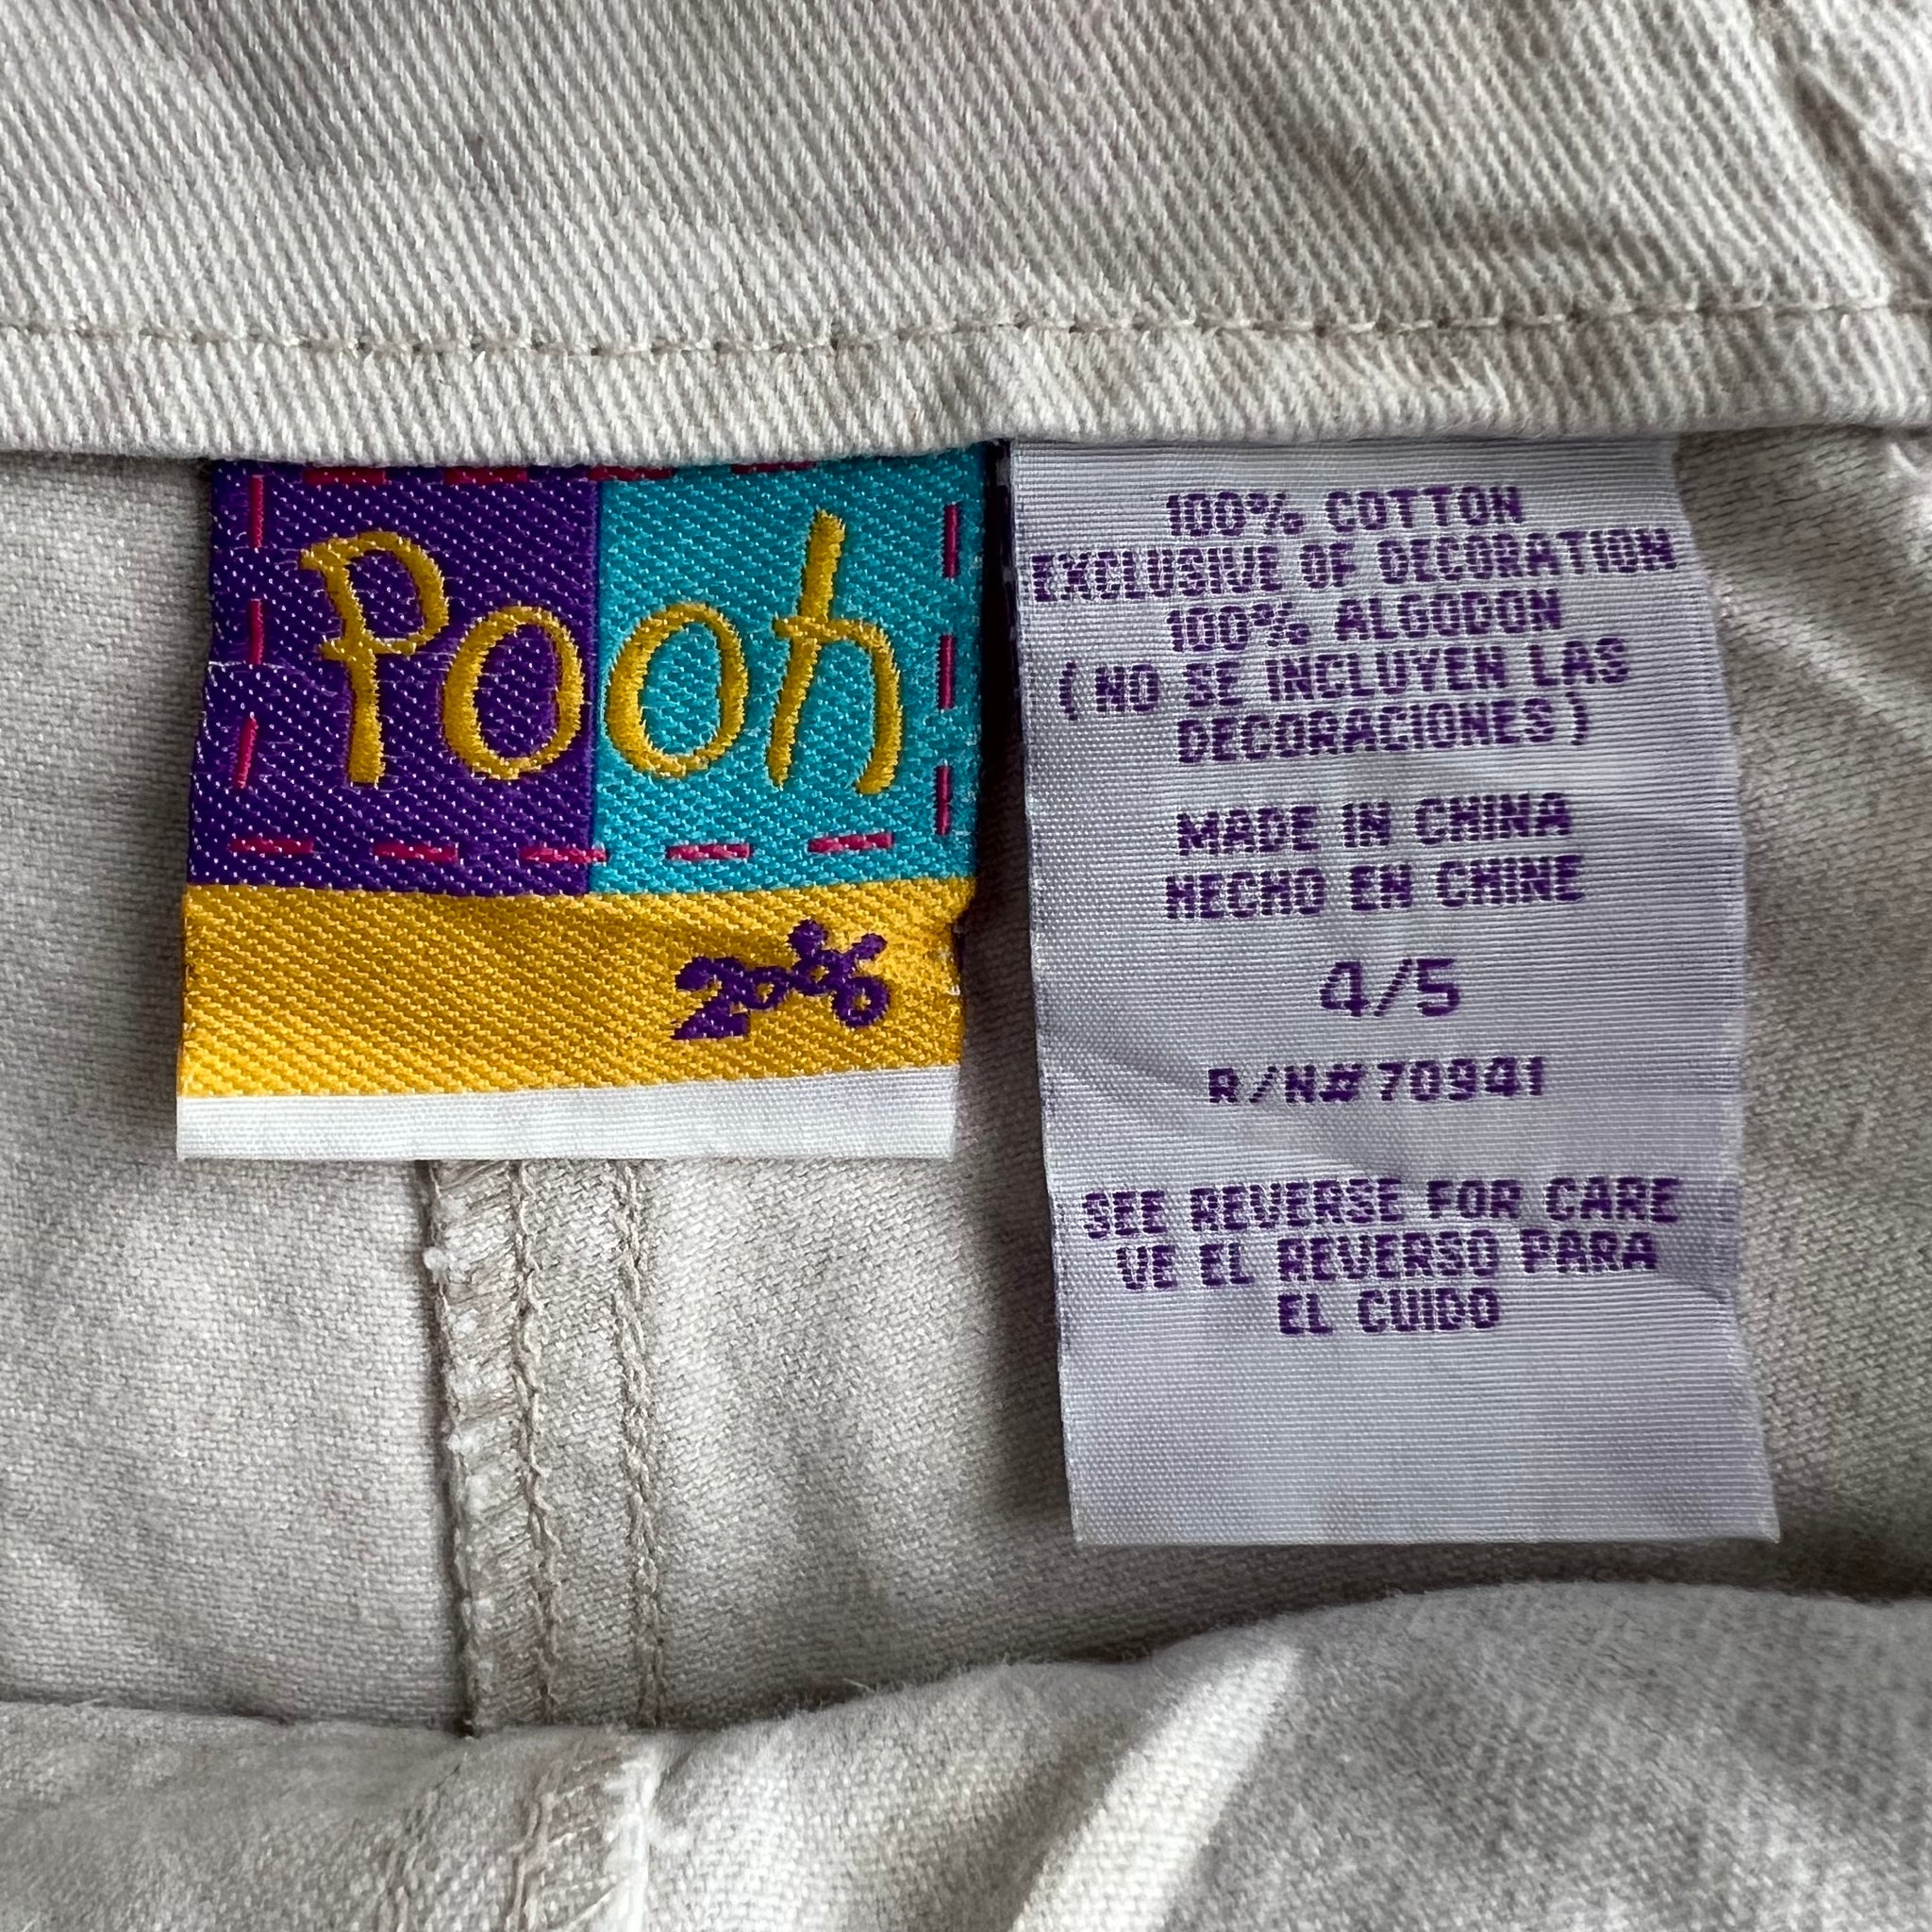 Pooh
100% COTTON
EXCLUSIVE OF DECORATION
100% ALGODON
(NO SE INCLUYEN LAS
DECORACIONES)
MADE IN CHINA
HECHO EN CHINE
4/5
R/N#70941
SEE REVERSE FOR CARE
VE EL REVERSO PARA
EL CUIDO